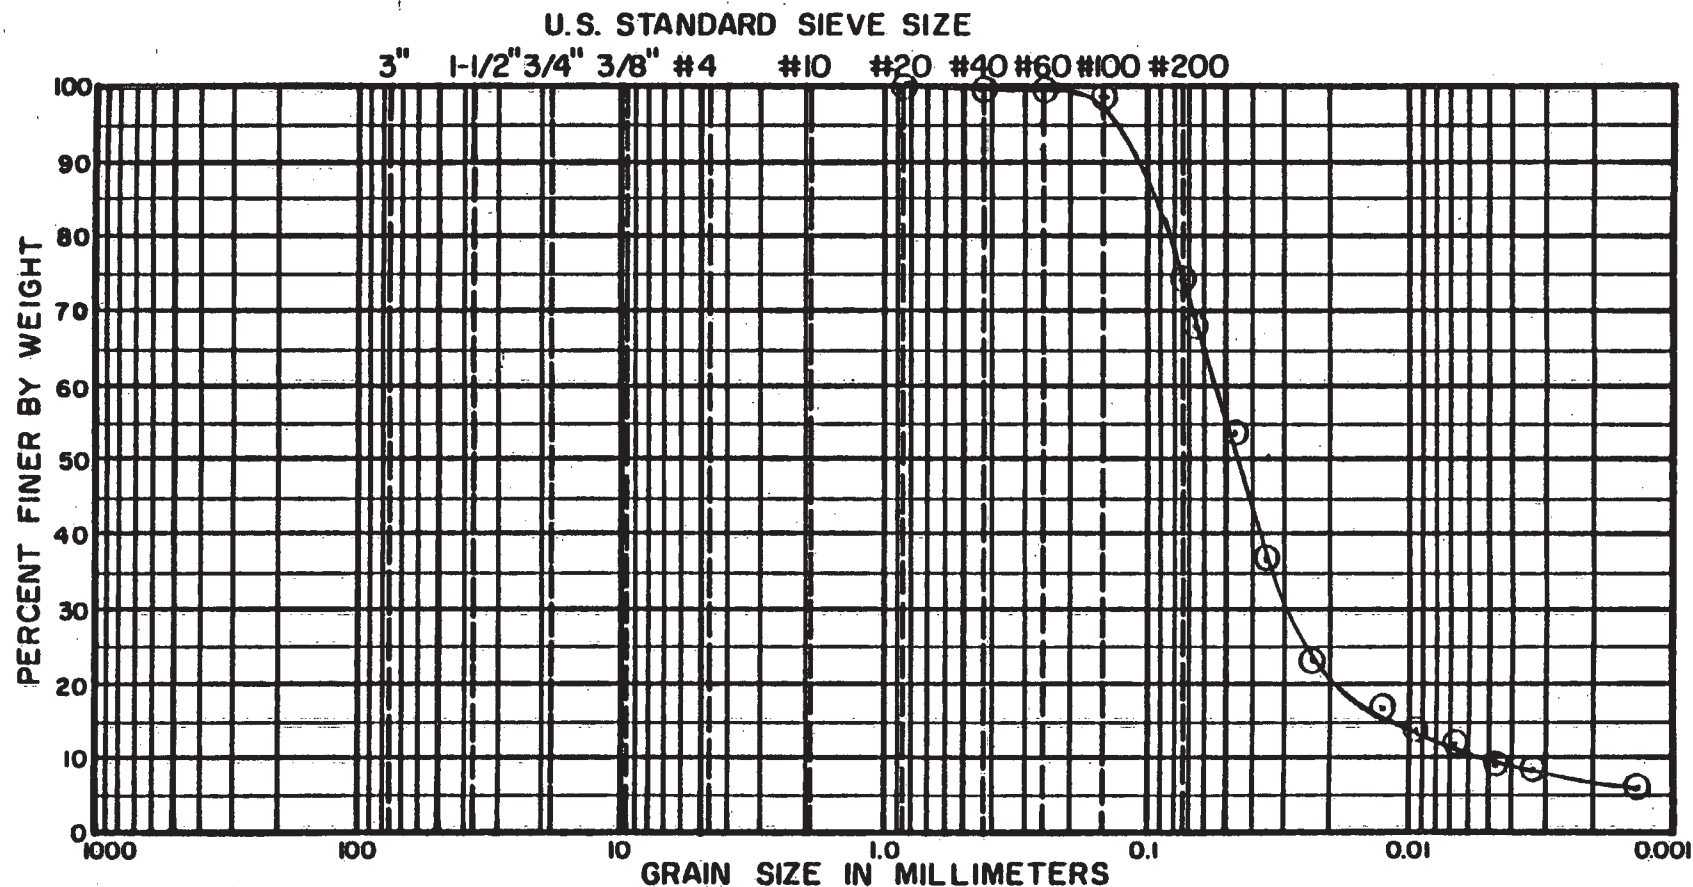 U.S. STANDARD SIEVE SIZE
3" 1-1/2" 3/4" 3/8" #4 #10 #20 #40 #60 #100 #200
100
90
80
70
60
50
40
30
20
10
0
PERCENT FINER BY WEIGHT
1000 100 10 1.0 0.1 0.01 0.001
GRAIN SIZE IN MILLIMETERS